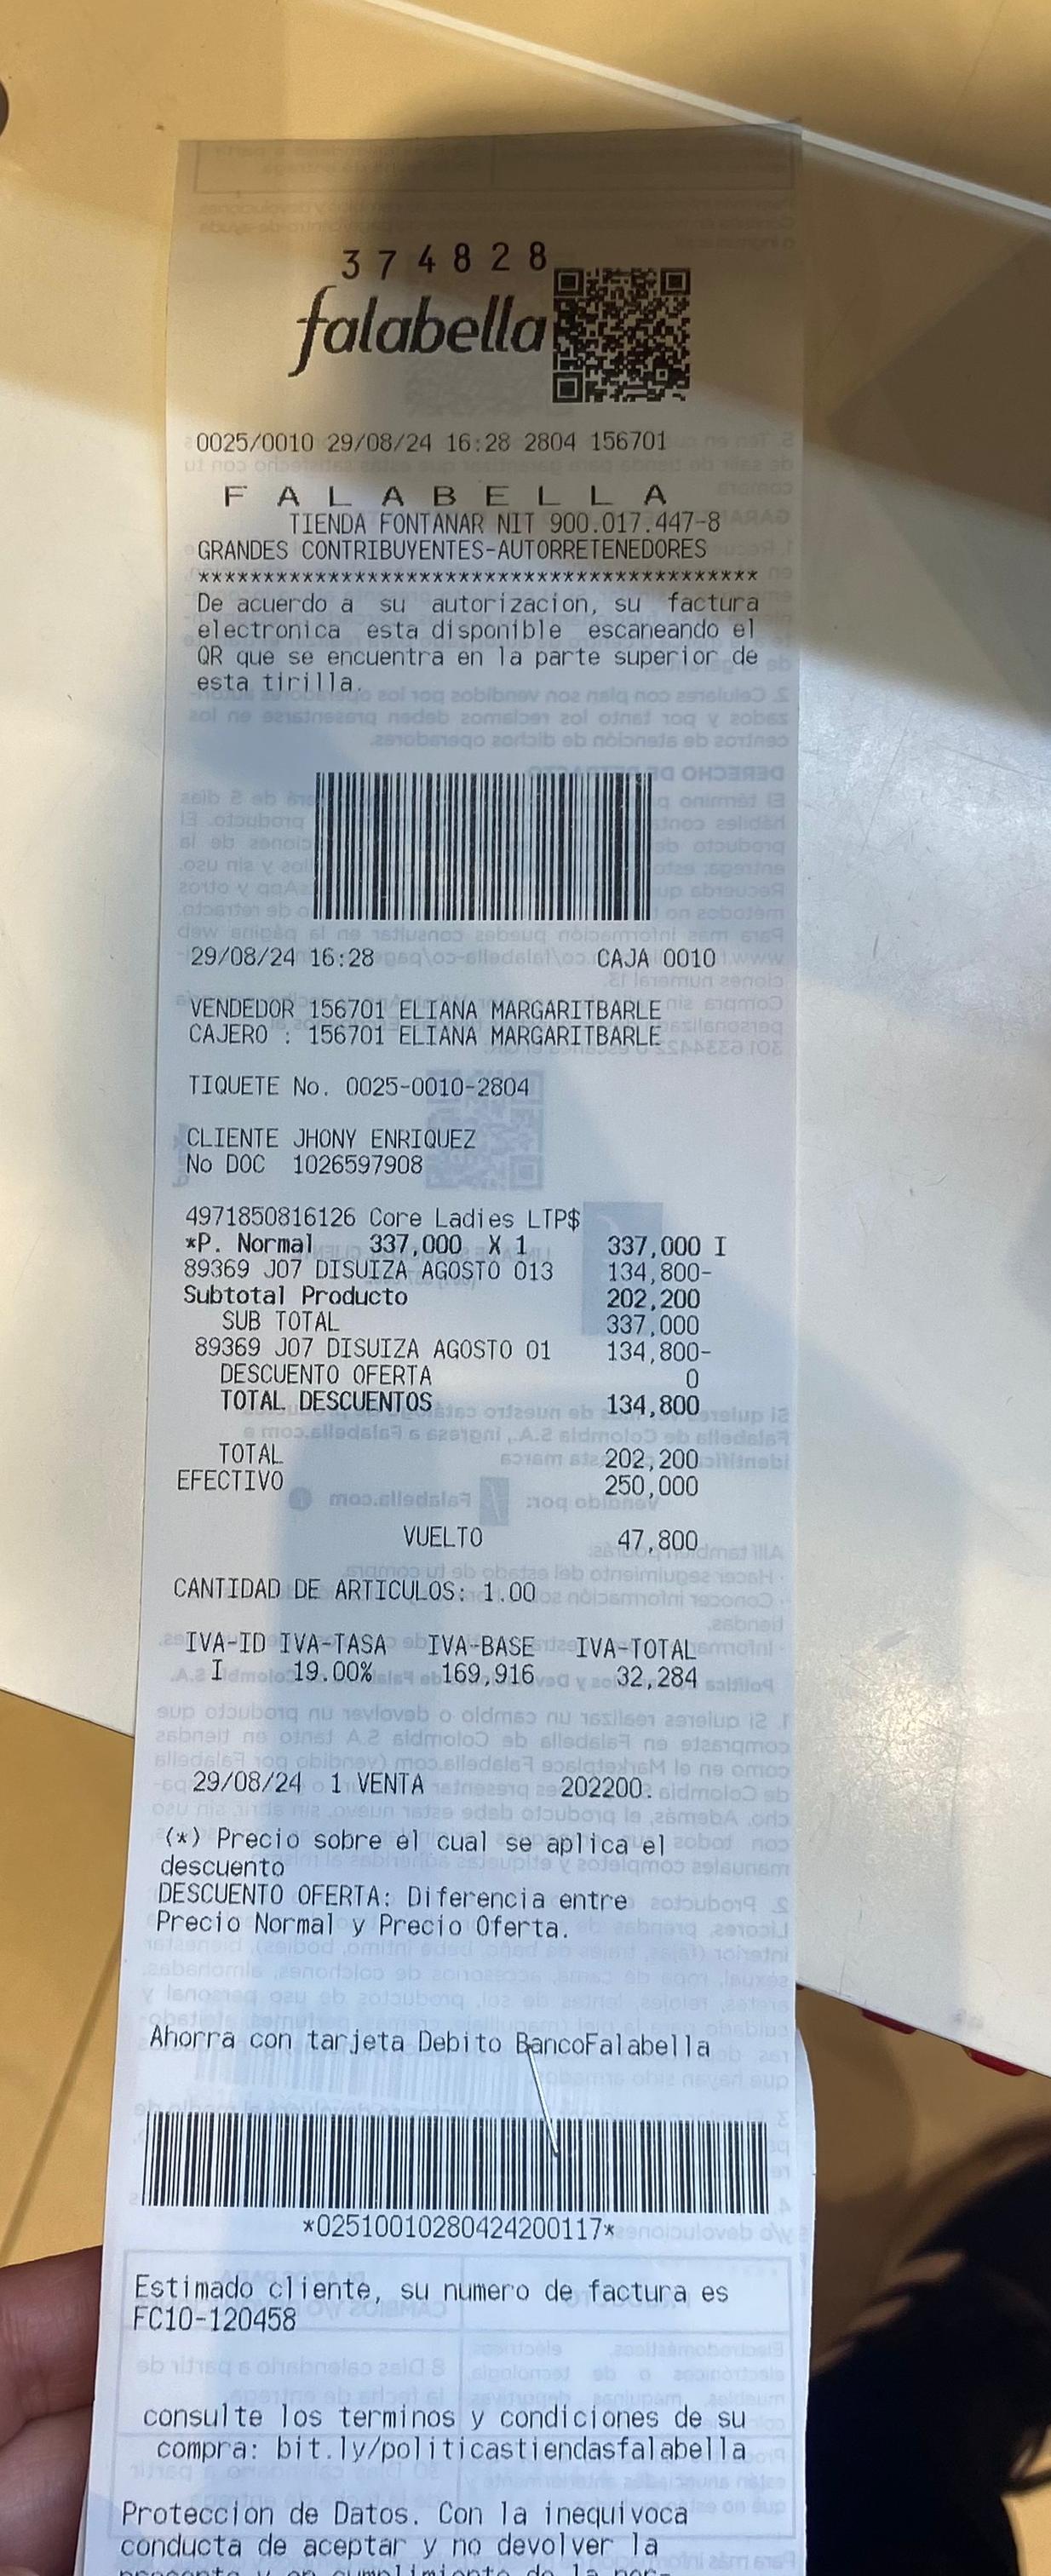 374828
falabella
0025/0010 29/08/24 16:28 2804 156701
F A L A B E L L A
TIENDA FONTANAR NIT 900.017.447-8
GRANDES CONTRIBUYENTES-AUTORRETENEDORES
*******************************************
De acuerdo a su autorizacion, su factura
electronica esta disponible escaneando el
QR que se encuentra en la parte superior de
esta tirilla.
29/08/24 16:28 CAJA 0010
VENDEDOR 156701 ELIANA MARGARITBARLE
CAJERO : 156701 ELIANA MARGARITBARLE
TIQUETE No. 0025-0010-2804
CLIENTE JHONY ENRIQUEZ
No DOC 1026597908
4971850816126 Core Ladies LTP$
*P. Normal 337,000 X 1 337,000 I
89369 J07 DISUIZA AGOSTO 013 134,800-
Subtotal Producto 202,200
SUB TOTAL 337,000
89369 J07 DISUIZA AGOSTO 01 134,800-
DESCUENTO OFERTA 0
TOTAL DESCUENTOS 134,800
TOTAL 202,200
EFECTIVO 250,000
VUELTO 47,800
CANTIDAD DE ARTICULOS: 1.00
IVA-ID IVA-TASA IVA-BASE IVA-TOTAL
I 19.00% 169,916 32,284
29/08/24 1 VENTA 202200.
(*) Precio sobre el cual se aplica el
descuento
DESCUENTO OFERTA: Diferencia entre
Precio Normal y Precio Oferta.
Ahorra con tarjeta Debito BancoFalabella
*02510010280424200117*
Estimado cliente, su numero de factura es
FC10-120458
consulte los terminos y condiciones de su
compra: bit.ly/politicastiendasfalabella
Proteccion de Datos. Con la inequivoca
conducta de aceptar y no devolver la